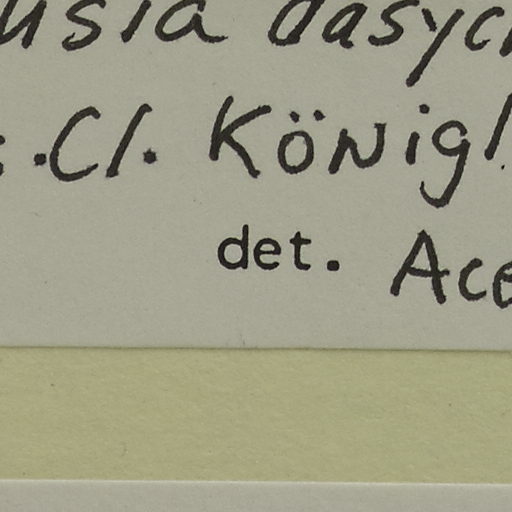 usia dasyc
:.Cl. Königl.
det. Ace